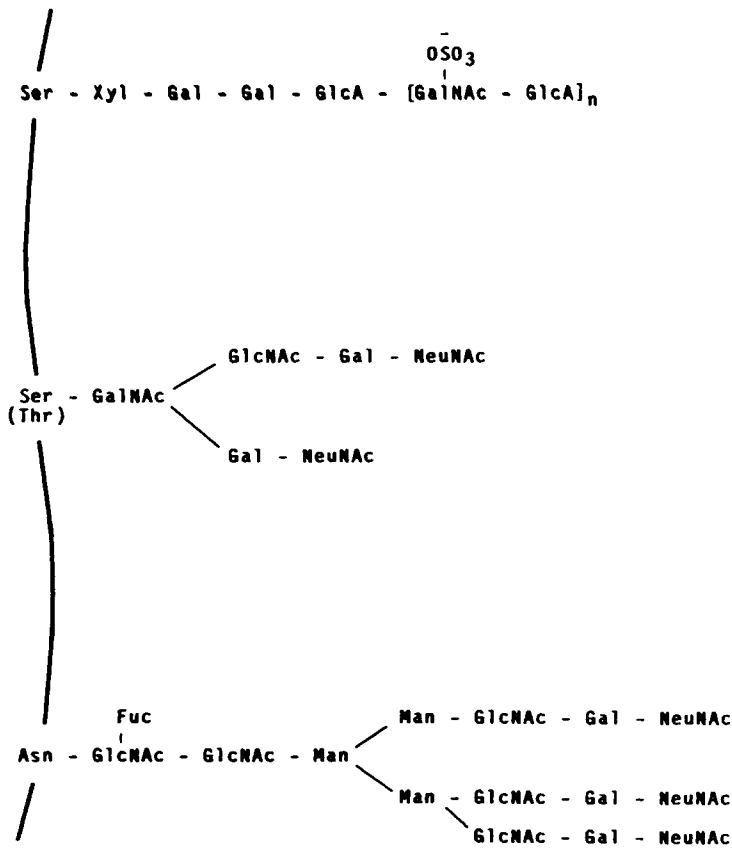 OSO3-
Ser - Xyl - Gal - Gal - GlcA - [GalNAc - GlcA]n
GlcNAc - Gal - NeuNAc
Ser - GalNAc
(Thr)
Gal - NeuNAc
Fuc
Man - GlcNAc - Gal - NeuNAc
Asn - GlcNAc - GlcNAc - Man
Man - GlcNAc - Gal - NeuNAc
GlcNAc - Gal - NeuNAc